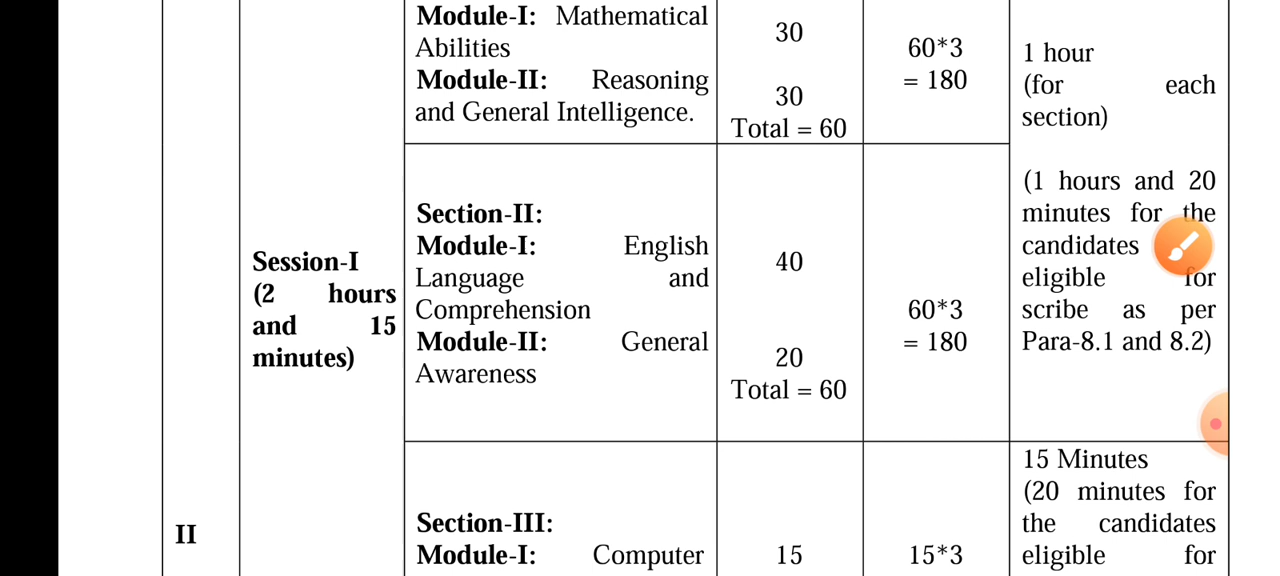 Module-I: Mathematical
Abilities
Module-II: Reasoning
and General Intelligence.
30
30
Total = 60
60*3
= 180
1 hour
(for each
section)
(1 hours and 20
minutes for the
candidates
eligible for
scribe as per
Para-8.1 and 8.2)
Session-I
(2 hours
and 15
minutes)
Section-II:
Module-I: English
Language and
Comprehension
Module-II: General
Awareness
40
20
Total = 60
60*3
= 180
II
Section-III:
Module-I: Computer
15
15*3
15 Minutes
(20 minutes for
the candidates
eligible for